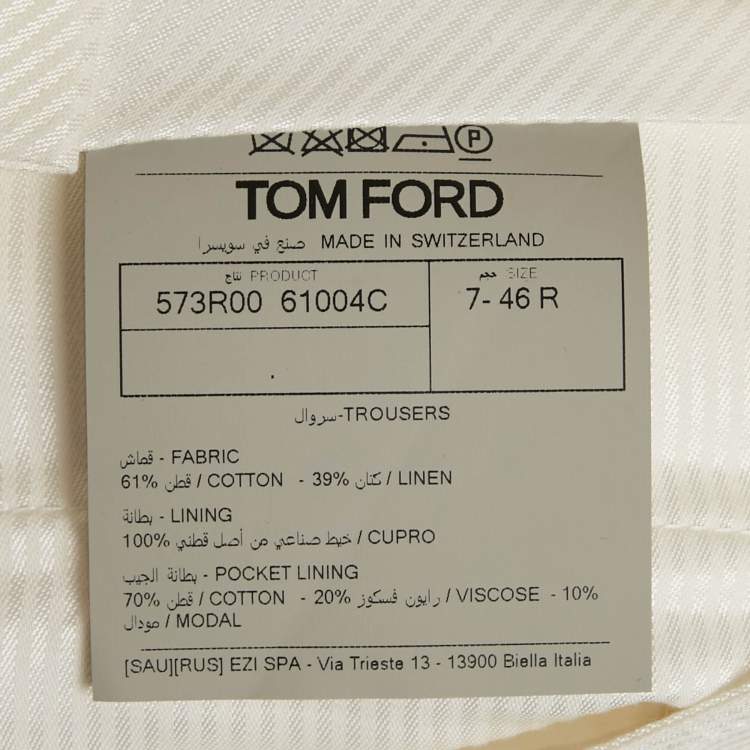 P
TOM FORD
صنع في سويسرا MADE IN SWITZERLAND
نتاج PRODUCT
573R00 61004C
حجم SIZE
7- 46 R
سروال-TROUSERS
قماش - FABRIC
61% قطن / COTTON - 39% كتان / LINEN
بطانة - LINING
100% خيط صناعي من أصل قطني / CUPRO
بطانة الجيب - POCKET LINING
70% قطن / COTTON - 20% رايون فسكوز / VISCOSE - 10%
مودال / MODAL
[SAU][RUS] EZI SPA - Via Trieste 13 - 13900 Biella Italia